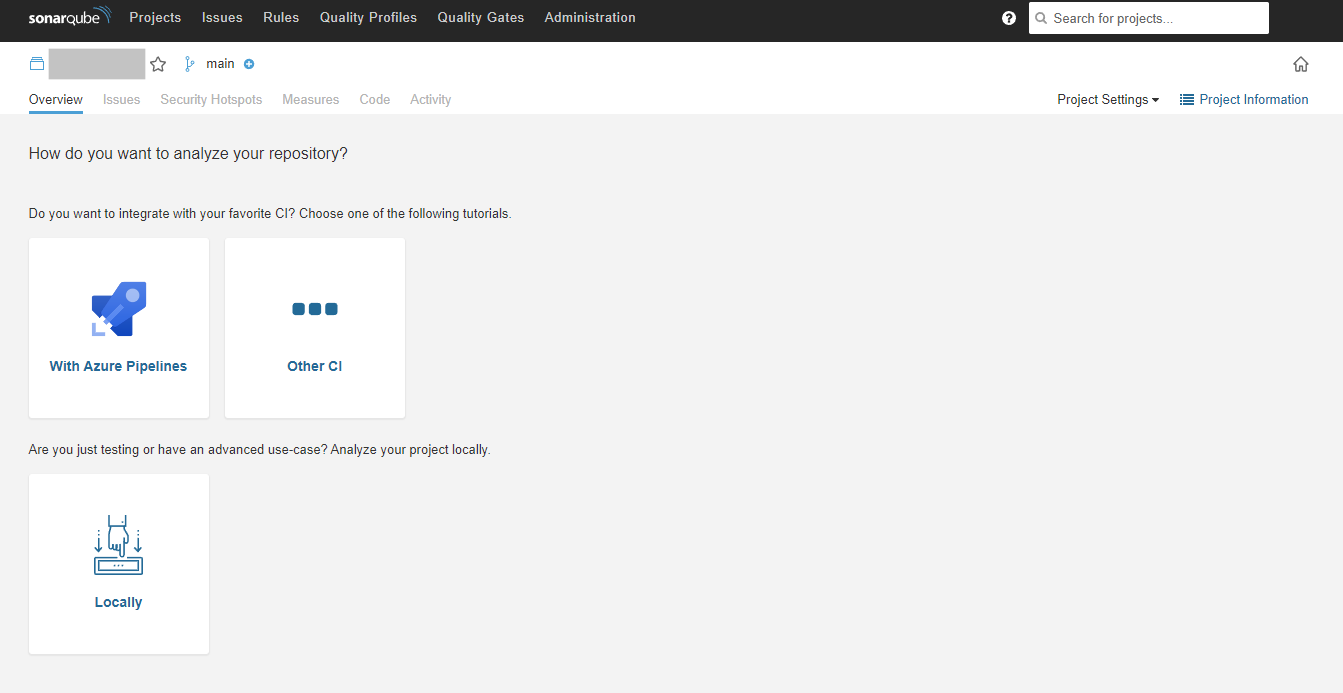 sonarqube Projects Issues Rules Quality Profiles Quality Gates Administration ? Search for projects...
main
Overview Issues Security Hotspots Measures Code Activity Project Settings Project Information
How do you want to analyze your repository?
Do you want to integrate with your favorite CI? Choose one of the following tutorials.
With Azure Pipelines Other CI
Are you just testing or have an advanced use-case? Analyze your project locally.
Locally